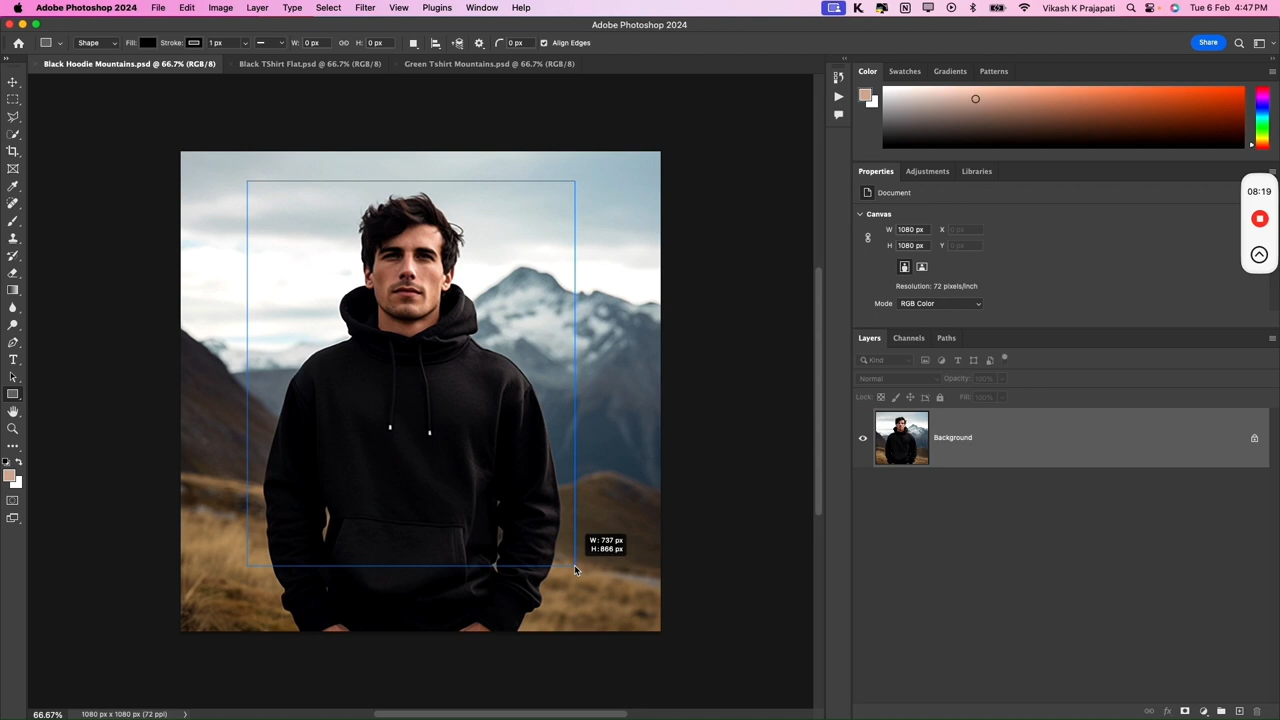 Adobe Photoshop 2024 File Edit Image Layer Type Select Filter View Plugins Window Help Vikash K Prajapati Tue 6 Feb 4:47PM
Adobe Photoshop 2024
Shape Fill: Stroke: 1 px W: 0 px H: 0 px 0 px Align Edges Share
Black Hoodie Mountains.psd @ 66.7% (RGB/8) Black TShirt Flat.psd @ 66.7% (RGB/8) Green Tshirt Mountains.psd @ 66.7% (RGB/8)
Color Swatches Gradients Patterns
Properties Adjustments Libraries
Document
08:19
Canvas
W 1080 px X 0 px
H 1080 px Y 0 px
Resolution: 72 pixels/inch
Mode RGB Color
Layers Channels Paths
Kind
Normal Opacity: 100%
Lock: Fill: 100%
Background
W: 737 px
H: 866 px
66.67% 1080 px x 1080 px (72 ppi)